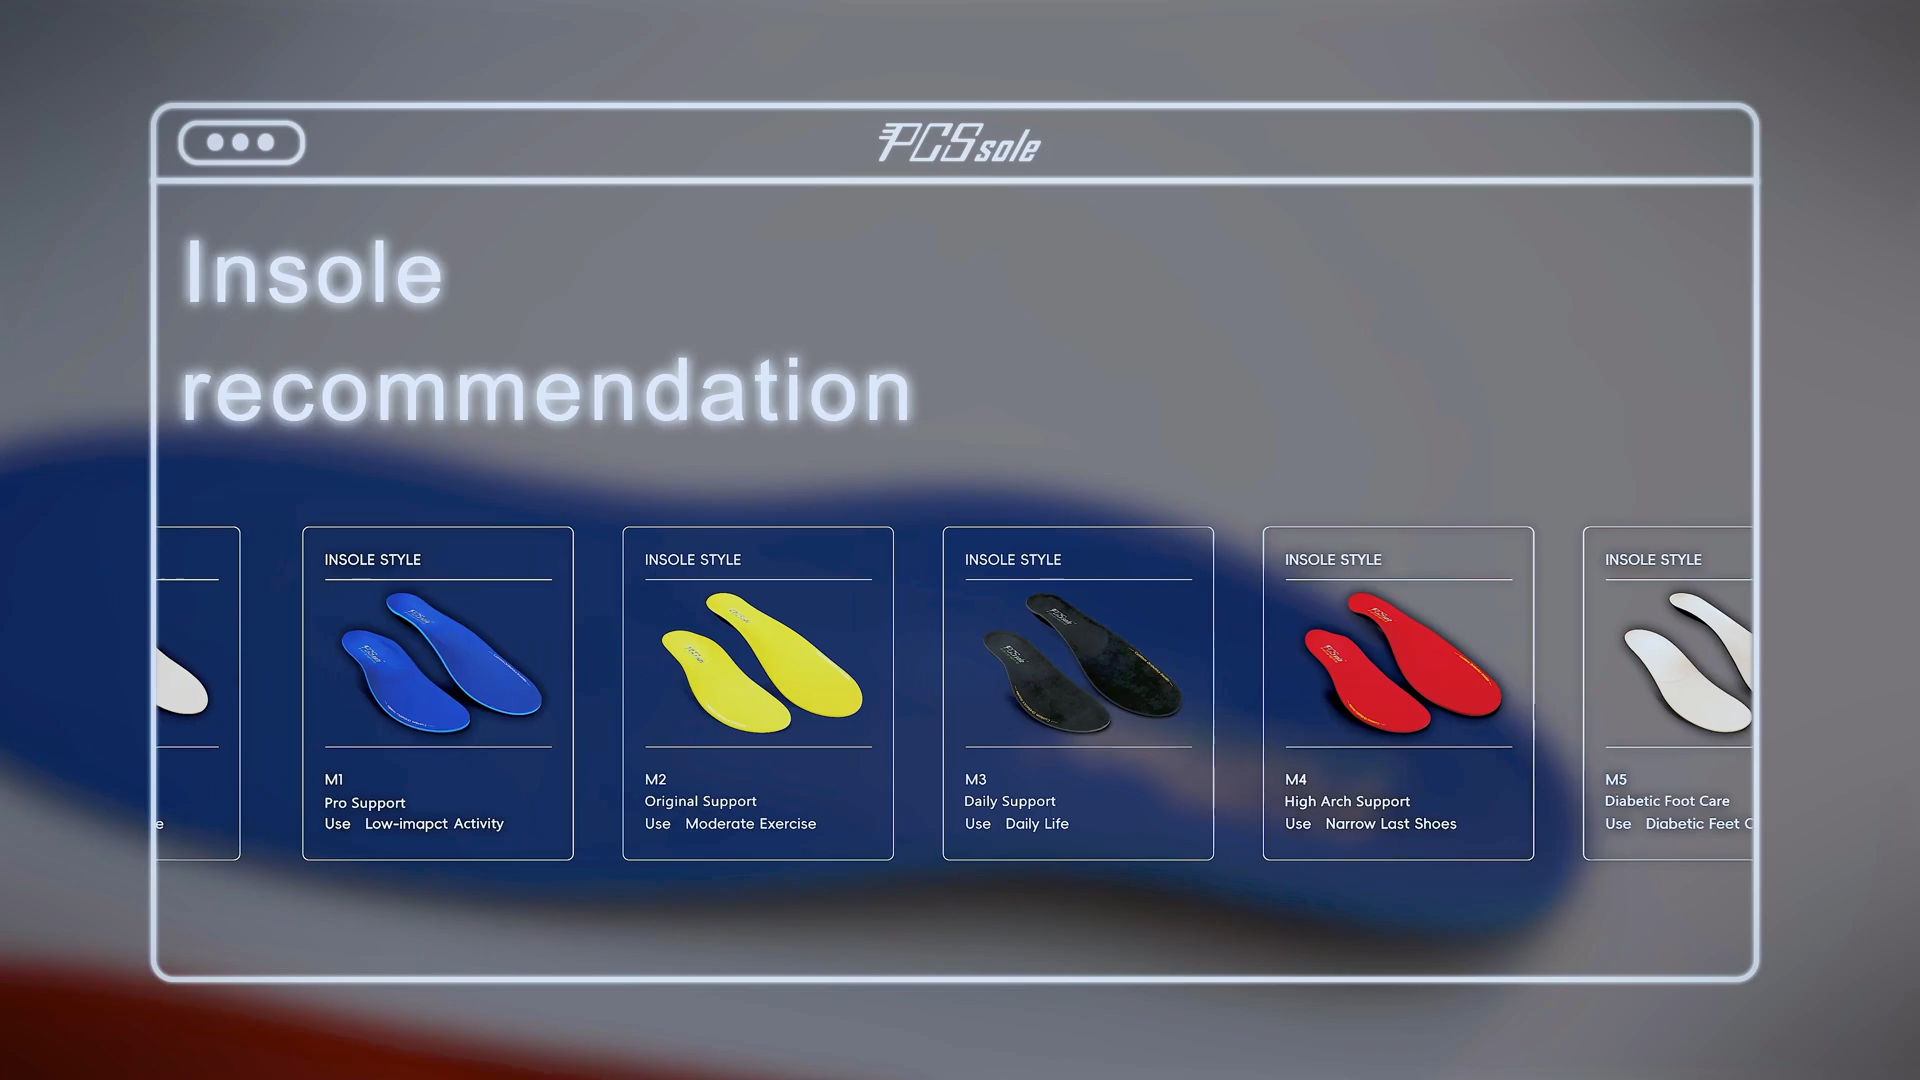 PCSsole
Insole
recommendation
e
INSOLE STYLE
M1
Pro Support
Use Low-imapct Activity
INSOLE STYLE
M2
Original Support
Use Moderate Exercise
INSOLE STYLE
M3
Daily Support
Use Daily Life
INSOLE STYLE
M4
High Arch Support
Use Narrow Last Shoes
INSOLE STYLE
M5
Diabetic Foot Care
Use Diabetic Feet C